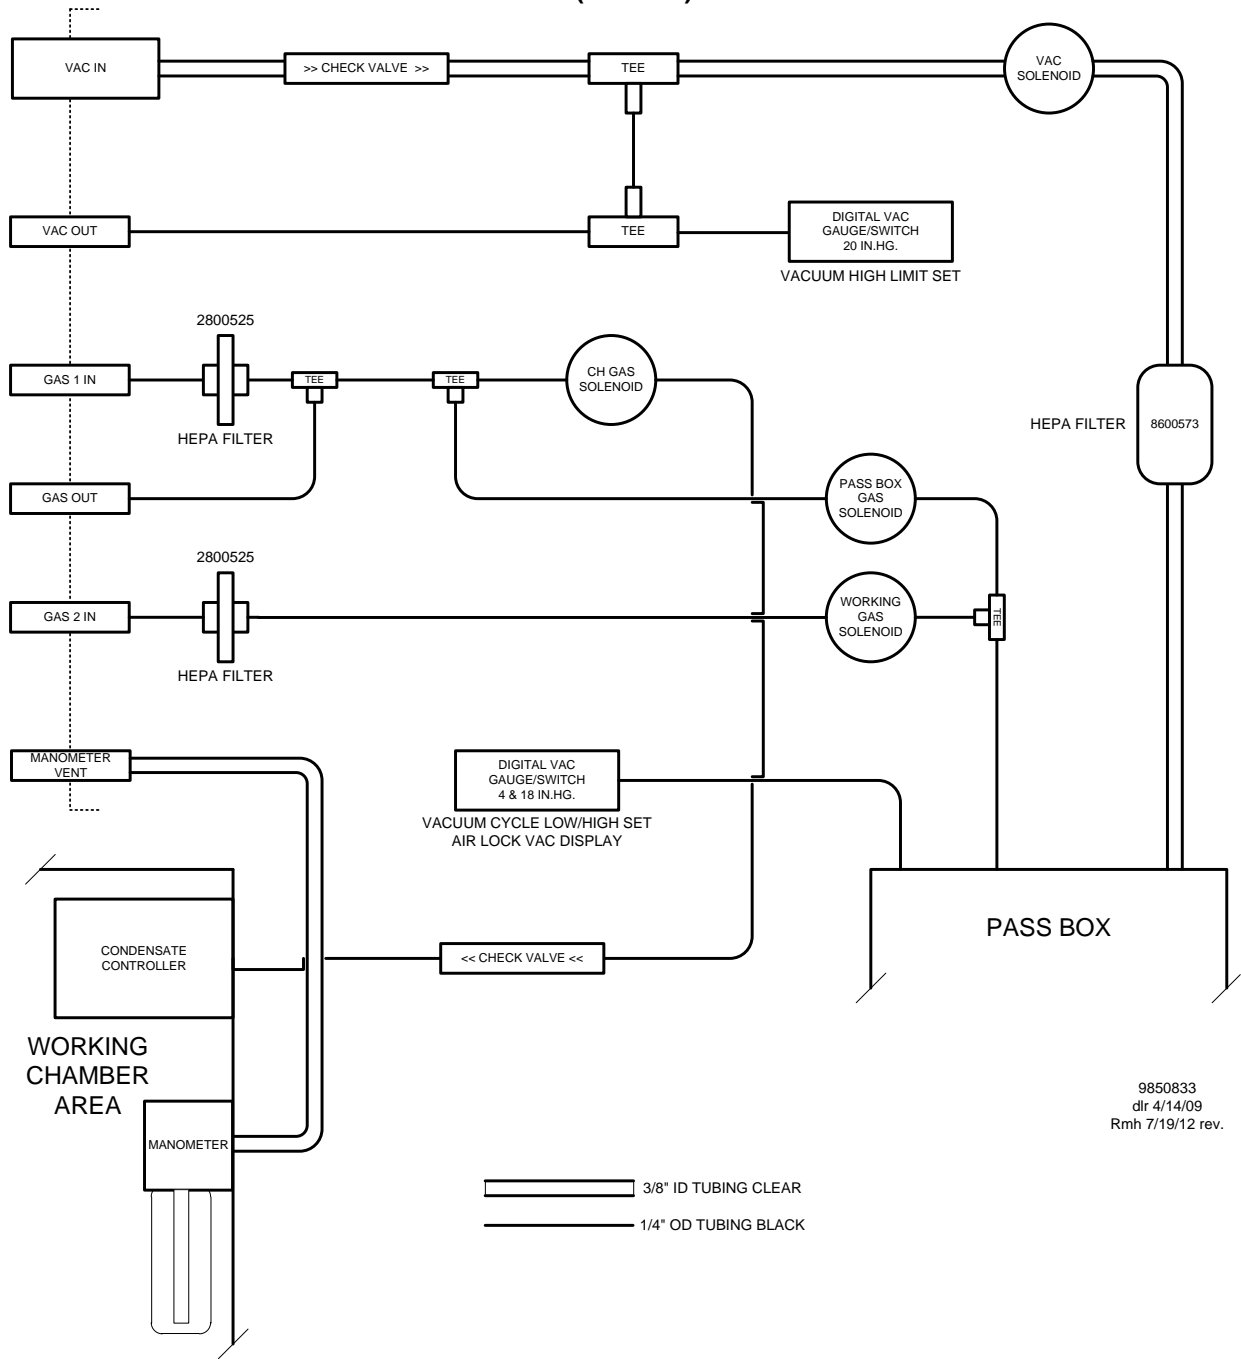 VAC IN
>> CHECK VALVE >>
TEE
VAC
SOLENOID
VAC OUT
TEE
DIGITAL VAC
GAUGE/SWITCH
20 IN.HG.
VACUUM HIGH LIMIT SET
2800525
GAS 1 IN
TEE
TEE
CH GAS
SOLENOID
HEPA FILTER
HEPA FILTER
8600573
GAS OUT
PASS BOX
GAS
SOLENOID
2800525
GAS 2 IN
WORKING
GAS
SOLENOID
TEE
HEPA FILTER
MANOMETER
VENT
DIGITAL VAC
GAUGE/SWITCH
4 & 18 IN.HG.
VACUUM CYCLE LOW/HIGH SET
AIR LOCK VAC DISPLAY
PASS BOX
CONDENSATE
CONTROLLER
<< CHECK VALVE <<
WORKING
CHAMBER
AREA
MANOMETER
9850833
dlr 4/14/09
Rmh 7/19/12 rev.
3/8" ID TUBING CLEAR
1/4" OD TUBING BLACK